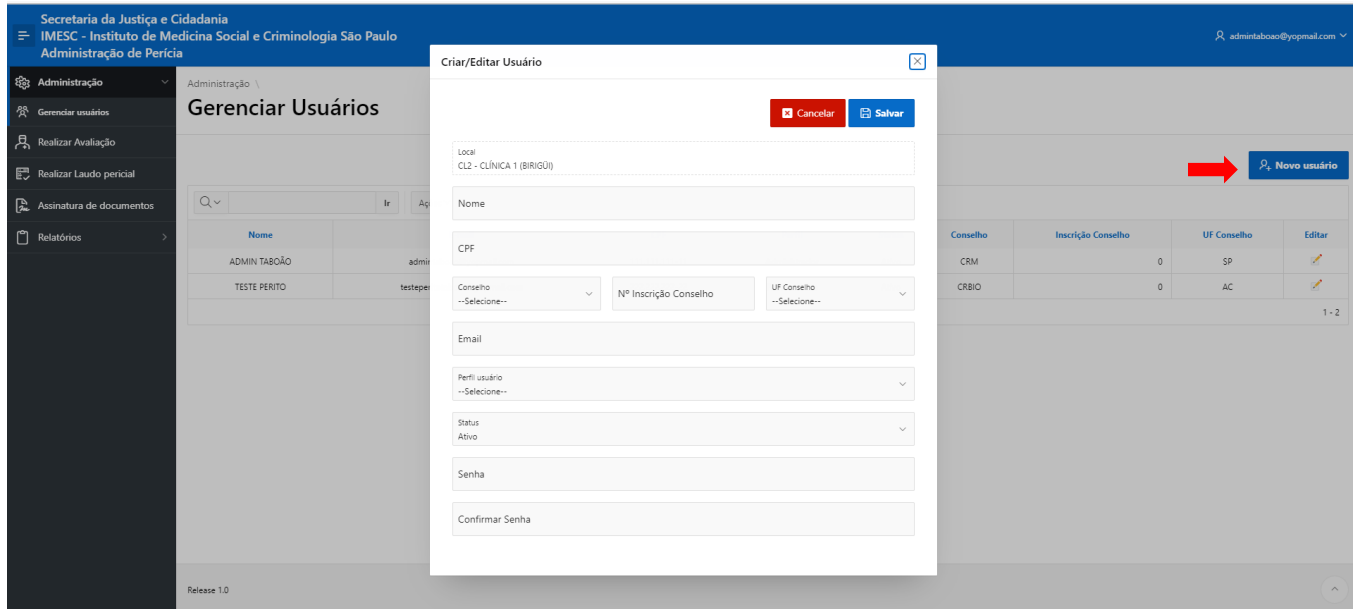 Secretaria da Justiça e Cidadania
IMESC - Instituto de Medicina Social e Criminologia São Paulo
Administração de Perícia
admintaboao@yopmail.com
Administração
Gerenciar usuários
Realizar Avaliação
Realizar Laudo pericial
Assinatura de documentos
Relatórios
Administração \
Gerenciar Usuários
Novo usuário
Ir
Nome Conselho Inscrição Conselho UF Conselho Editar
ADMIN TABOÃO CRM 0 SP
TESTE PERITO CRBIO 0 AC
1 - 2
Criar/Editar Usuário
Cancelar Salvar
Local
CL2 - CLÍNICA 1 (BIRIGÜI)
Nome
CPF
Conselho
--Selecione--
Nº Inscrição Conselho
UF Conselho
--Selecione--
Email
Perfil usuário
--Selecione--
Status
Ativo
Senha
Confirmar Senha
Release 1.0